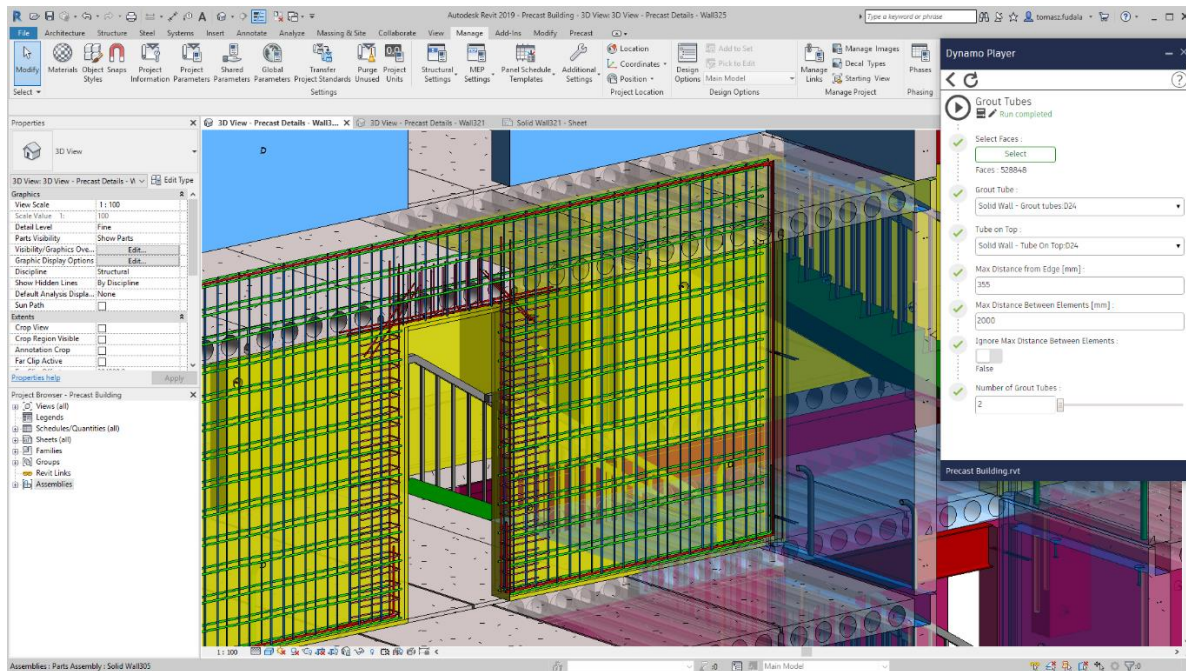 Autodesk Revit 2019 - Precast Building - 3D View: 3D View - Precast Details - Wall325
Type a keyword or phrase
tomasz.fudala
File Architecture Structure Steel Systems Insert Annotate Analyze Massing & Site Collaborate View Manage Add-Ins Modify Precast
Modify
Materials
Object Styles
Snaps
Project Information
Project Parameters
Shared Parameters
Global Parameters
Transfer Project Standards
Purge Unused
Project Units
Structural Settings
MEP Settings
Panel Schedule Templates
Additional Settings
Location
Coordinates
Position
Design Options
Add to Set
Pick to Edit
Main Model
Manage Links
Manage Images
Decal Types
Starting View
Phases
Select
Settings
Project Location
Design Options
Manage Project
Phasing
Properties
3D View
3D View: 3D View - Precast Details - W
Edit Type
Graphics
View Scale 1 : 100
Scale Value 1: 100
Detail Level Fine
Parts Visibility Show Parts
Visibility/Graphics Ove... Edit...
Graphic Display Options Edit...
Discipline Structural
Show Hidden Lines By Discipline
Default Analysis Displa... None
Sun Path
Extents
Crop View
Crop Region Visible
Annotation Crop
Far Clip Active
Properties help
Apply
Project Browser - Precast Building
Views (all)
Legends
Schedules/Quantities (all)
Sheets (all)
Families
Groups
Revit Links
Assemblies
3D View - Precast Details - Wall3...
3D View - Precast Details - Wall321
Solid Wall321 - Sheet
Dynamo Player
Grout Tubes
Run completed
Select Faces :
Select
Faces : 528848
Grout Tube :
Solid Wall - Grout tubes:D24
Tube on Top :
Solid Wall - Tube On Top:D24
Max Distance from Edge [mm] :
355
Max Distance Between Elements [mm] :
2000
Ignore Max Distance Between Elements :
False
Number of Grout Tubes :
2
Precast Building.rvt
1 : 100
Assemblies : Parts Assembly : Solid Wall305
:0
Main Model
:0